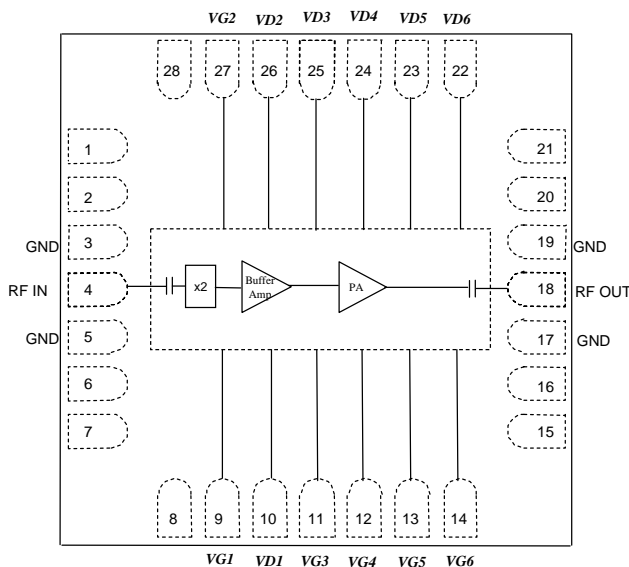 VG2 VD2 VD3 VD4 VD5 VD6
28 27 26 25 24 23 22
1 21
2 20
GND 3 19 GND
RF IN 4 x2 Buffer Amp PA 18 RF OUT
GND 5 17 GND
6 16
7 15
8 9 10 11 12 13 14
VG1 VD1 VG3 VG4 VG5 VG6